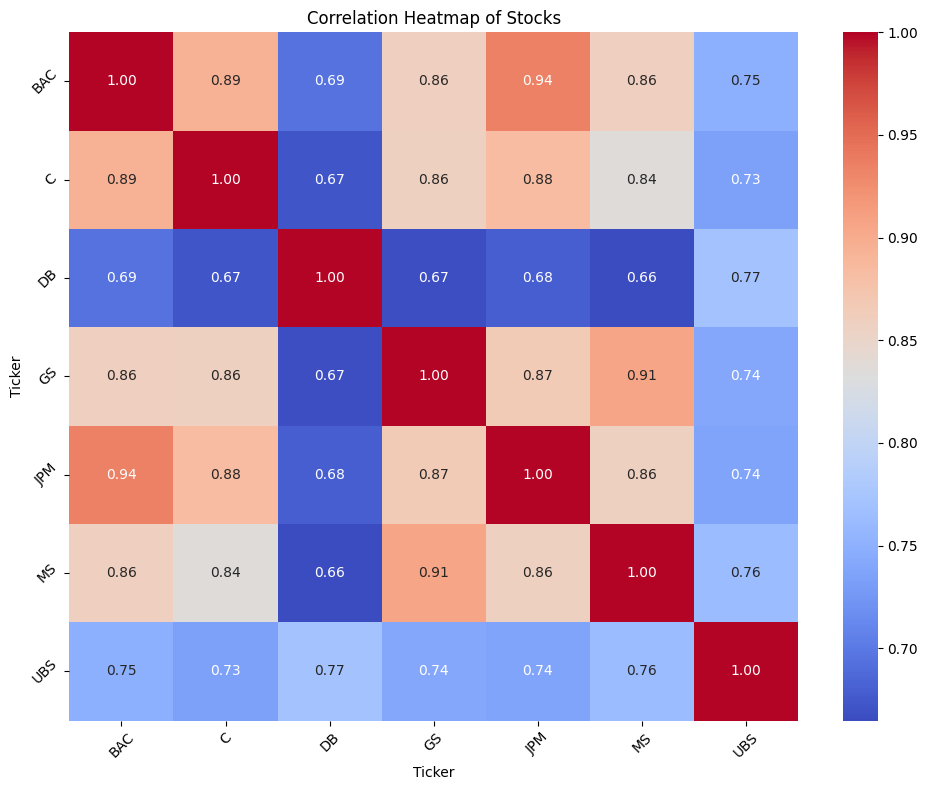 Correlation Heatmap of Stocks
BAC 1.00 0.89 0.69 0.86 0.94 0.86 0.75
C 0.89 1.00 0.67 0.86 0.88 0.84 0.73
DB 0.69 0.67 1.00 0.67 0.68 0.66 0.77
GS 0.86 0.86 0.67 1.00 0.87 0.91 0.74
JPM 0.94 0.88 0.68 0.87 1.00 0.86 0.74
MS 0.86 0.84 0.66 0.91 0.86 1.00 0.76
UBS 0.75 0.73 0.77 0.74 0.74 0.76 1.00
BAC C DB GS JPM MS UBS
Ticker
Ticker
1.00
0.95
0.90
0.85
0.80
0.75
0.70